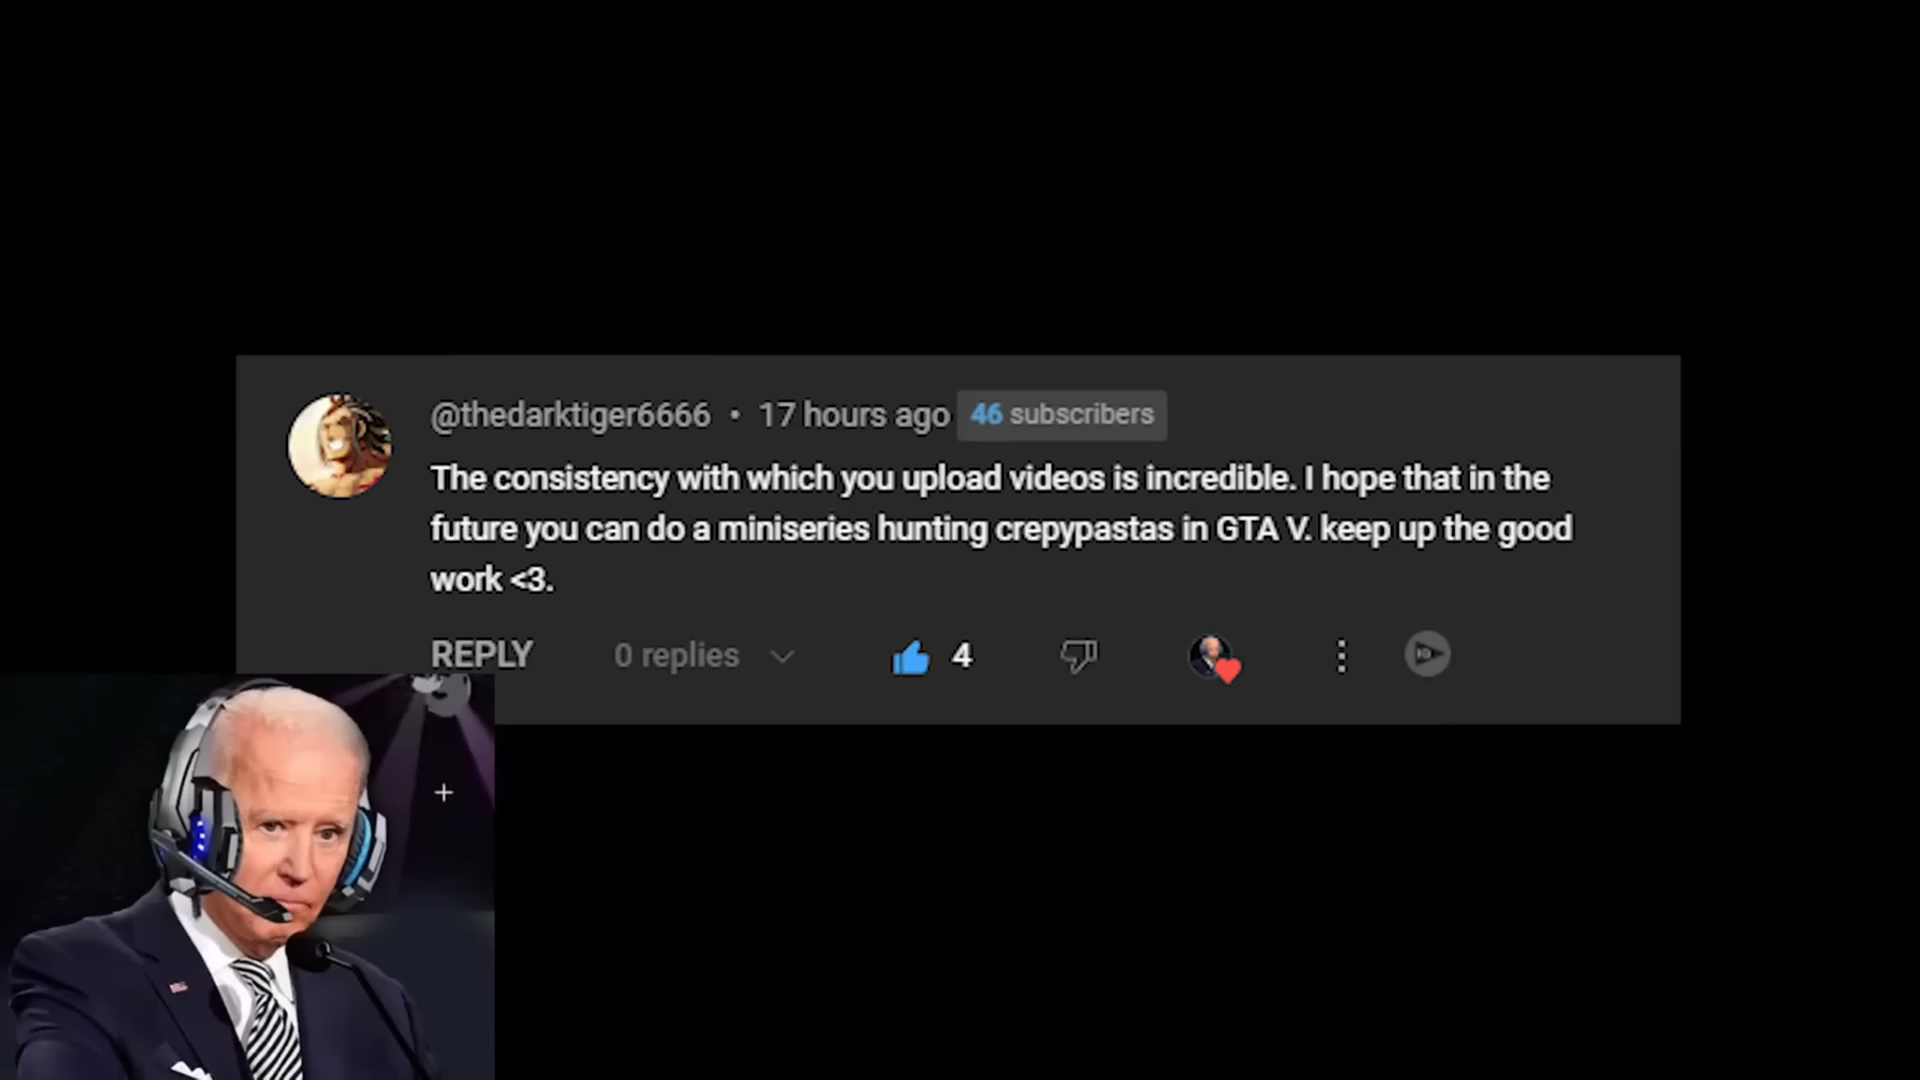 @thedarktiger6666 • 17 hours ago 46 subscribers
The consistency with which you upload videos is incredible. I hope that in the
future you can do a miniseries hunting crepypastas in GTA V. keep up the good
work <3.
REPLY 0 replies 4